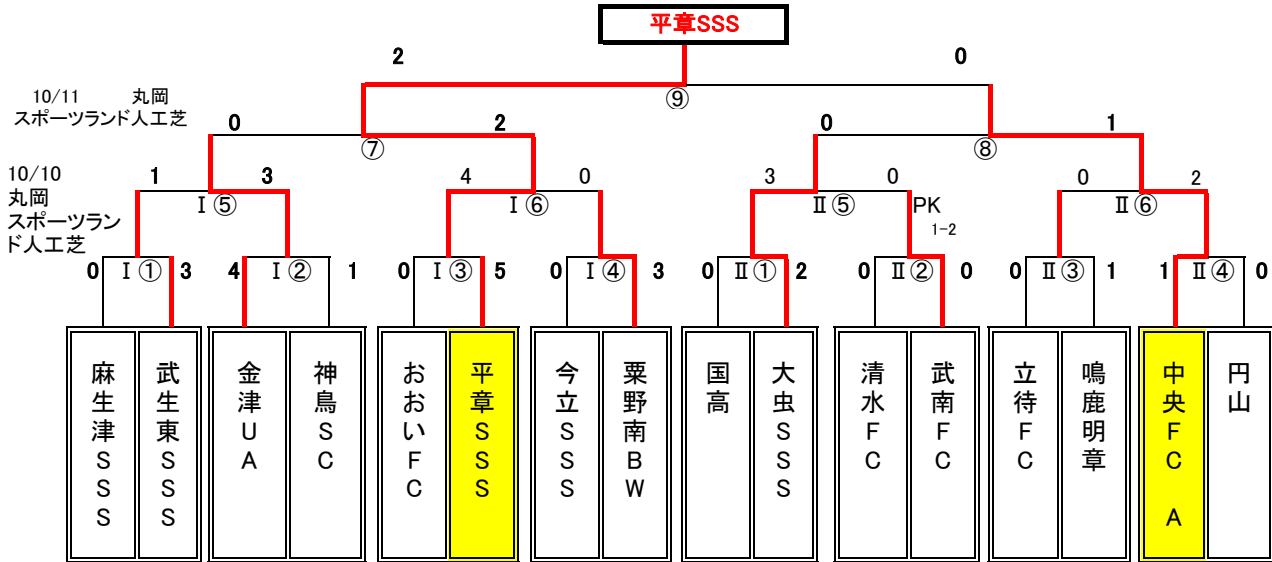 平章SSS
2 0
10/11 丸岡
スポーツランド人工芝
⑨
0 2 0 1
⑦ ⑧
10/10
丸岡
スポーツラン
ド人工芝
1 3 4 0 3 0 0 2
Ⅰ⑤ Ⅰ⑥ Ⅱ⑤ PK Ⅱ⑥
1-2
0 Ⅰ① 3 4 Ⅰ② 1 0 Ⅰ③ 5 0 Ⅰ④ 3 0 Ⅱ① 2 0 Ⅱ② 0 0 Ⅱ③ 1 1 Ⅱ④ 0
麻生津SSS
武生東SSS
金津UA
神鳥SC
おおいFC
平章SSS
今立SSS
粟野南BW
国高
大虫SSS
清水FC
武南FC
立待FC
鳴鹿明章
中央FC A
円山